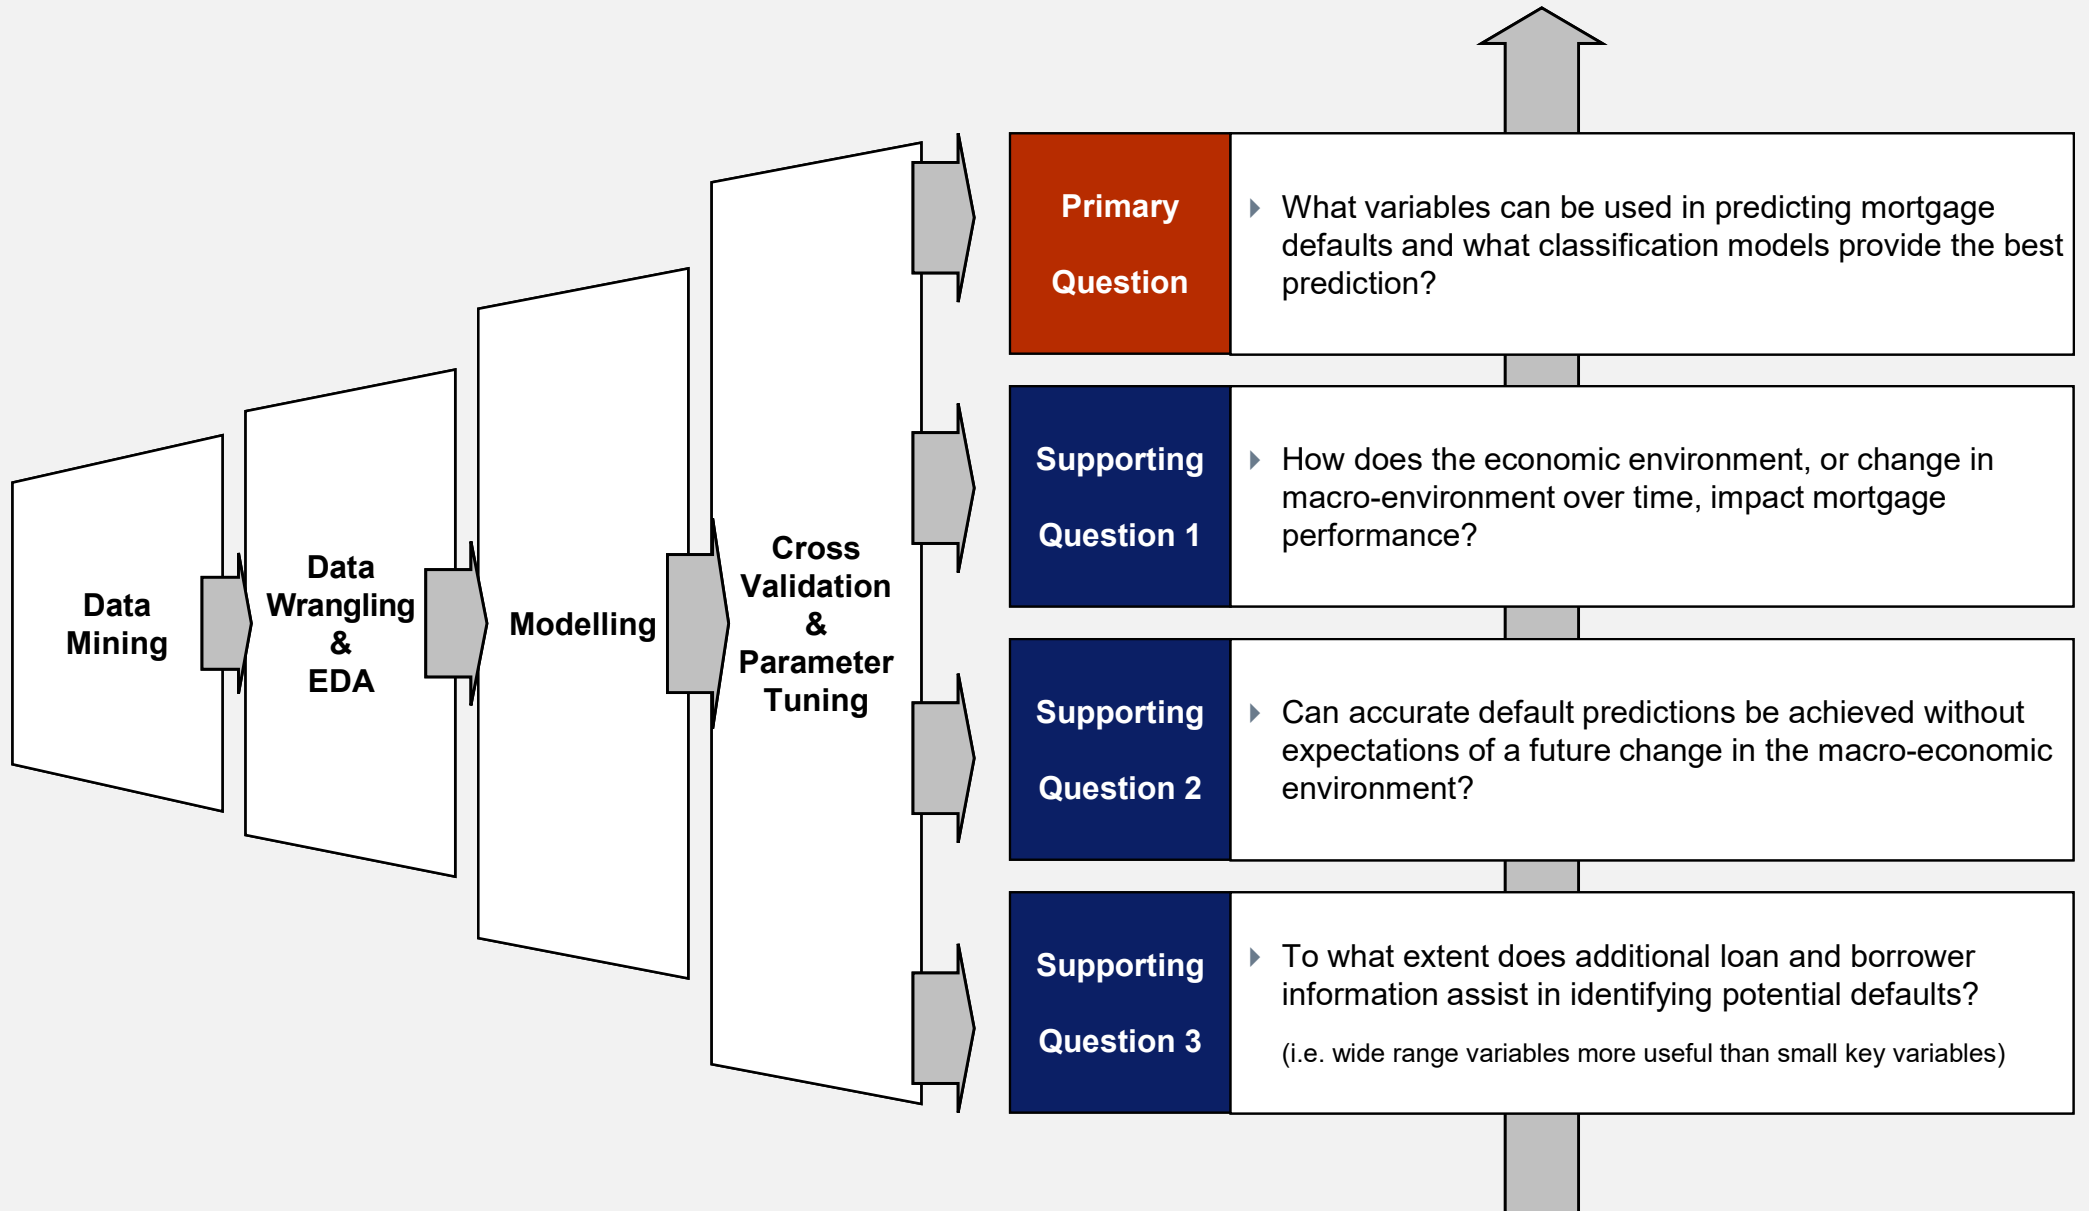 Data
Mining
Data
Wrangling
&
EDA
Modelling
Cross
Validation
&
Parameter
Tuning
Primary
Question
What variables can be used in predicting mortgage
defaults and what classification models provide the best
prediction?
Supporting
Question 1
How does the economic environment, or change in
macro-environment over time, impact mortgage
performance?
Supporting
Question 2
Can accurate default predictions be achieved without
expectations of a future change in the macro-economic
environment?
Supporting
Question 3
To what extent does additional loan and borrower
information assist in identifying potential defaults?
(i.e. wide range variables more useful than small key variables)